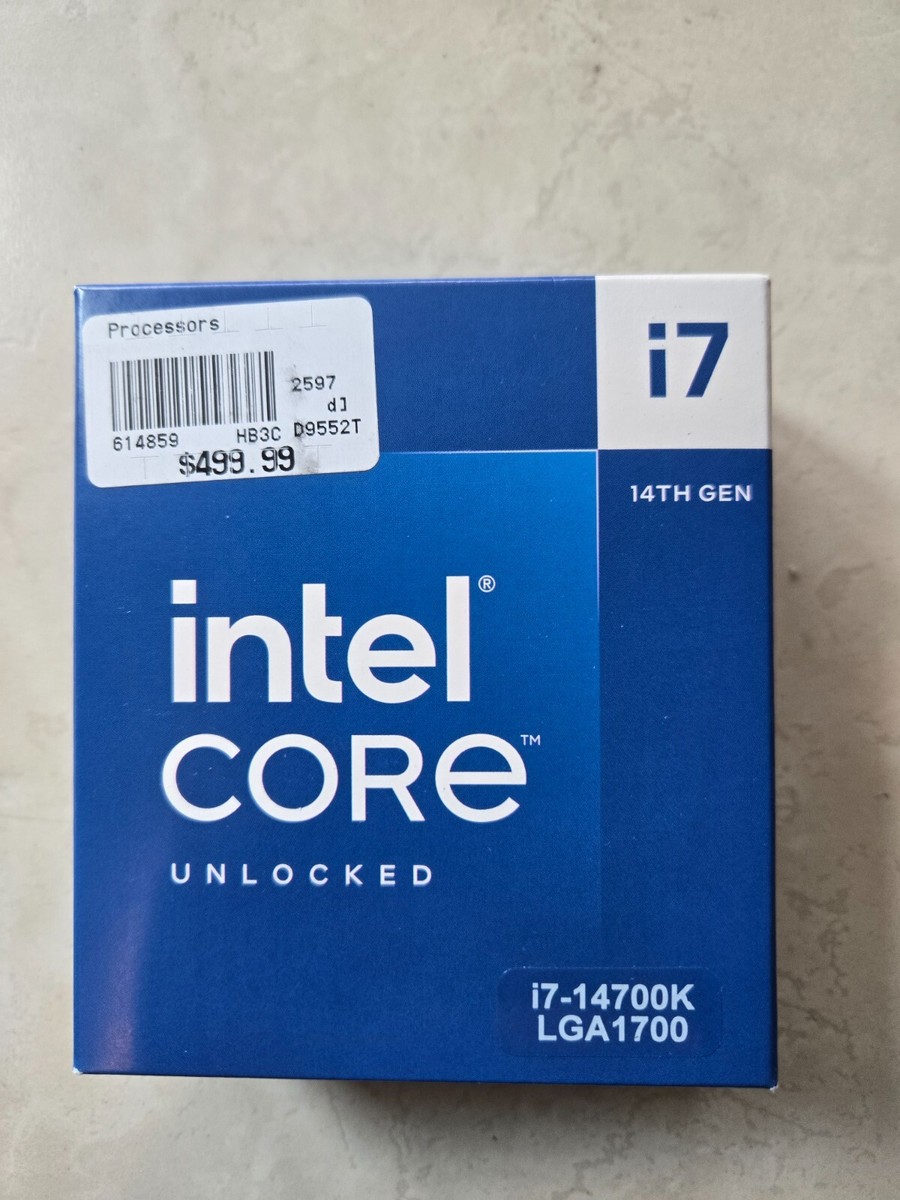 Processors
2597
d]
614859 HB3C D9552T
$499.99
i7
14TH GEN
intel®
CORe™
UNLOCKED
i7-14700K
LGA1700